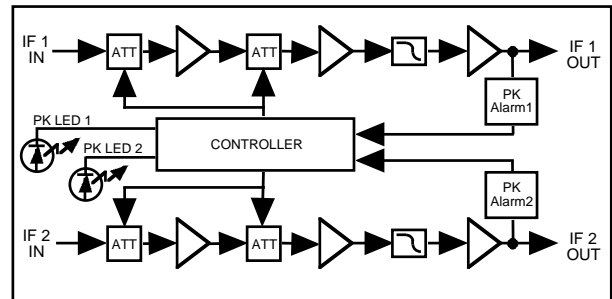 IF 1
IN
ATT
ATT
IF 1
OUT
PK
Alarm1
PK LED 1
CONTROLLER
PK LED 2
PK
Alarm2
IF 2
IN
ATT
ATT
IF 2
OUT